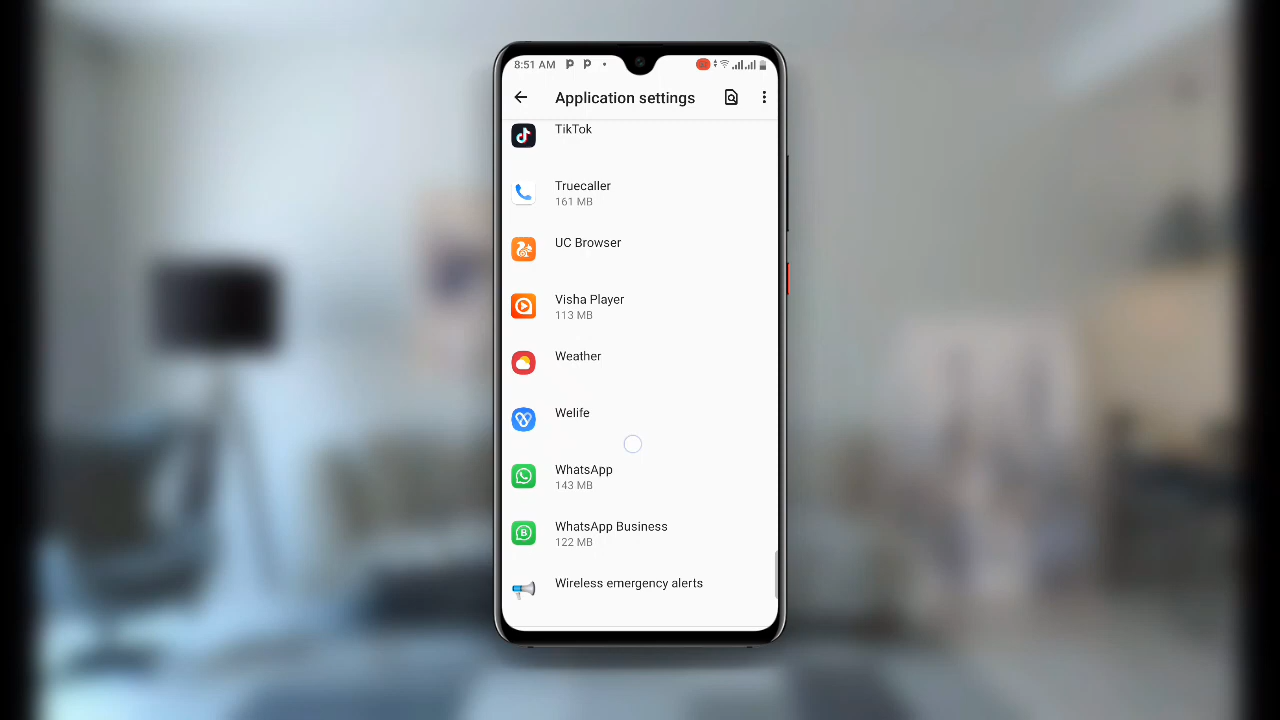 8:51 AM
Application settings
TikTok
Truecaller
161 MB
UC Browser
Visha Player
113 MB
Weather
Welife
WhatsApp
143 MB
WhatsApp Business
122 MB
Wireless emergency alerts